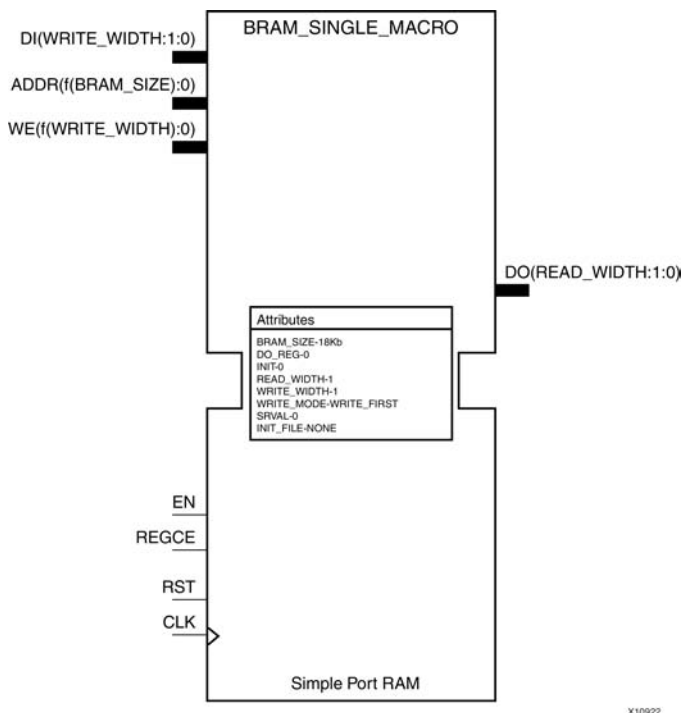 BRAM_SINGLE_MACRO
DI(WRITE_WIDTH:1:0)
ADDR(f(BRAM_SIZE):0)
WE(f(WRITE_WIDTH):0)
DO(READ_WIDTH:1:0)
Attributes
BRAM_SIZE-18Kb
DO_REG-0
INIT-0
READ_WIDTH-1
WRITE_WIDTH-1
WRITE_MODE-WRITE_FIRST
SRVAL-0
INIT_FILE-NONE
EN
REGCE
RST
CLK
Simple Port RAM
X10922